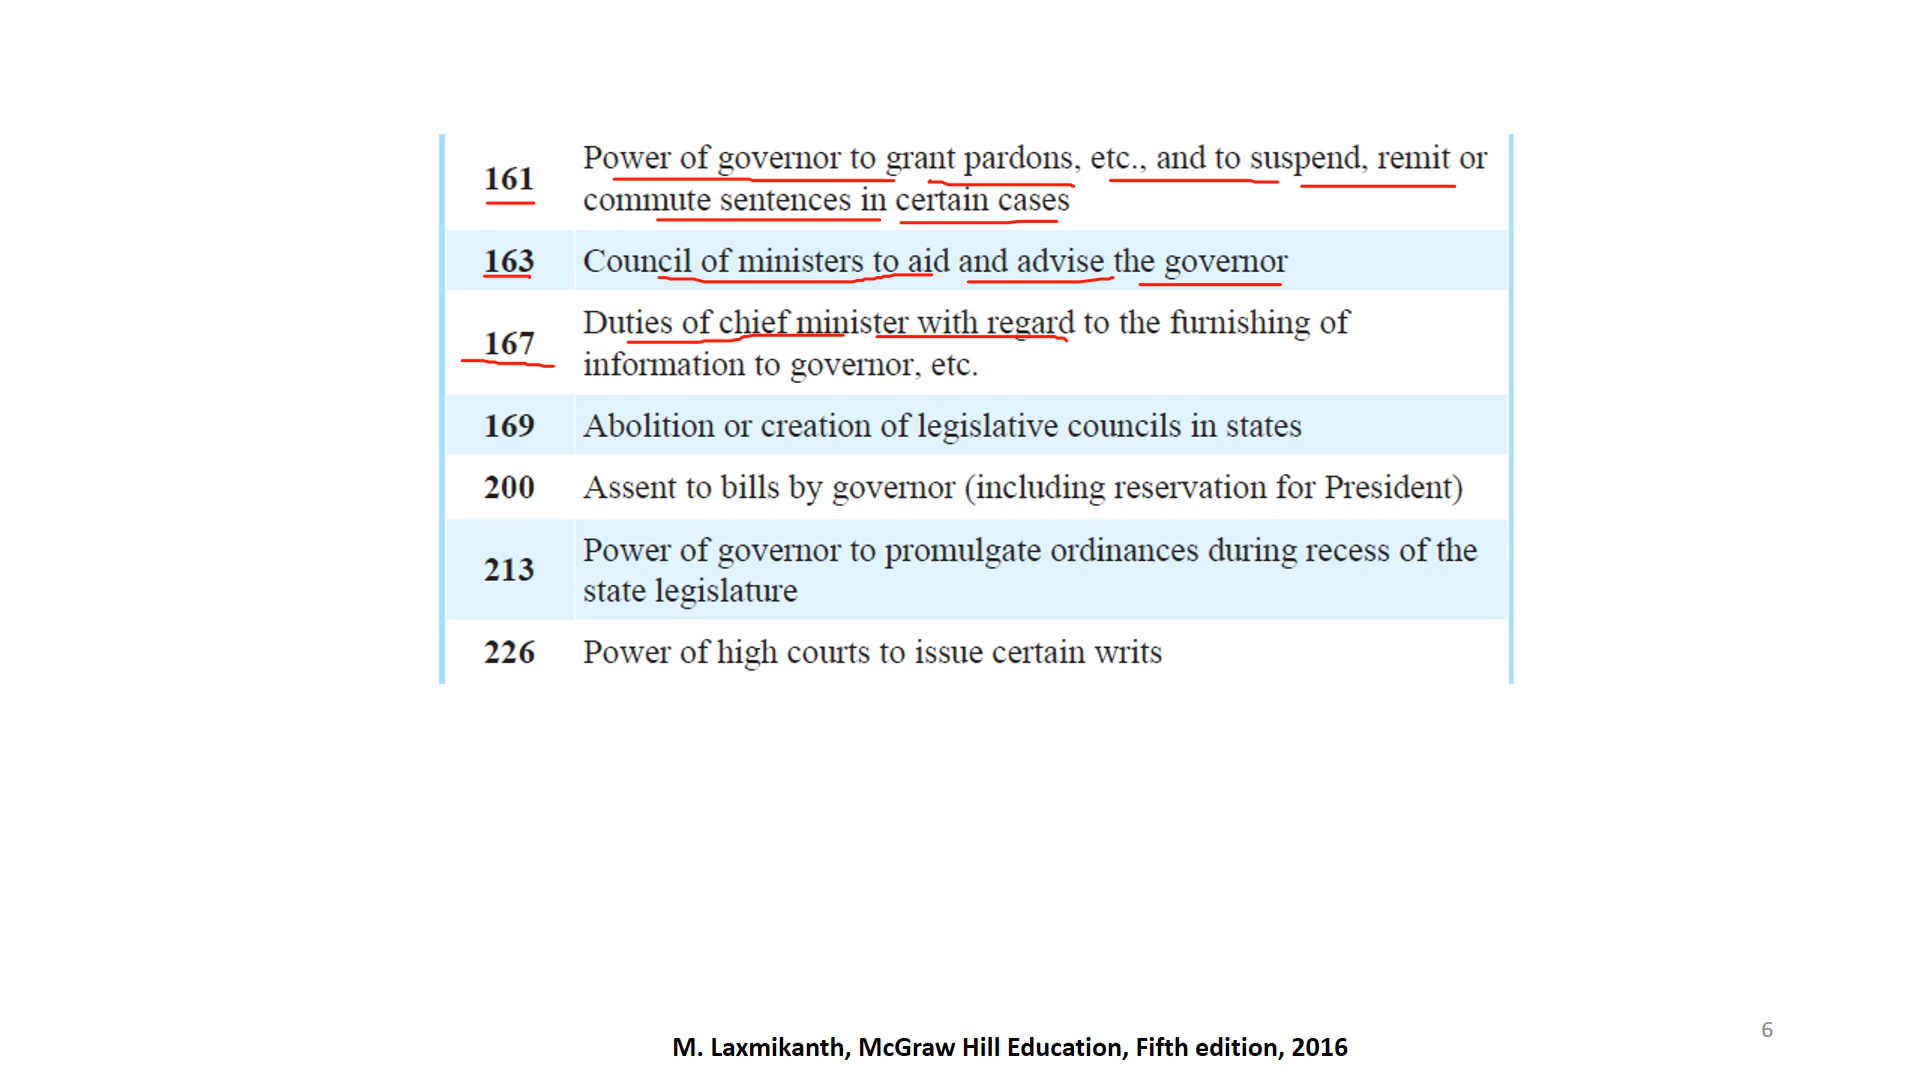 161 Power of governor to grant pardons, etc., and to suspend, remit or
commute sentences in certain cases
163 Council of ministers to aid and advise the governor
167 Duties of chief minister with regard to the furnishing of
information to governor, etc.
169 Abolition or creation of legislative councils in states
200 Assent to bills by governor (including reservation for President)
213 Power of governor to promulgate ordinances during recess of the
state legislature
226 Power of high courts to issue certain writs
6
M. Laxmikanth, McGraw Hill Education, Fifth edition, 2016